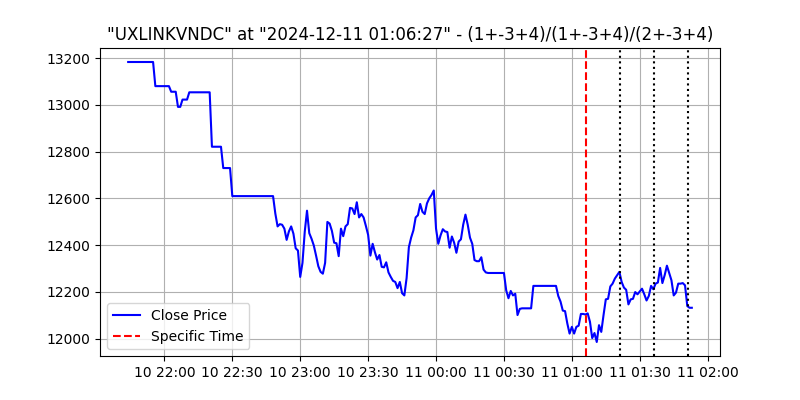 "UXLINKVNDC" at "2024-12-11 01:06:27" - (1+-3+4)/(1+-3+4)/(2+-3+4)
13200
13000
12800
12600
12400
12200
12000
Close Price
Specific Time
10 22:00 10 22:30 10 23:00 10 23:30 11 00:00 11 00:30 11 01:00 11 01:30 11 02:00